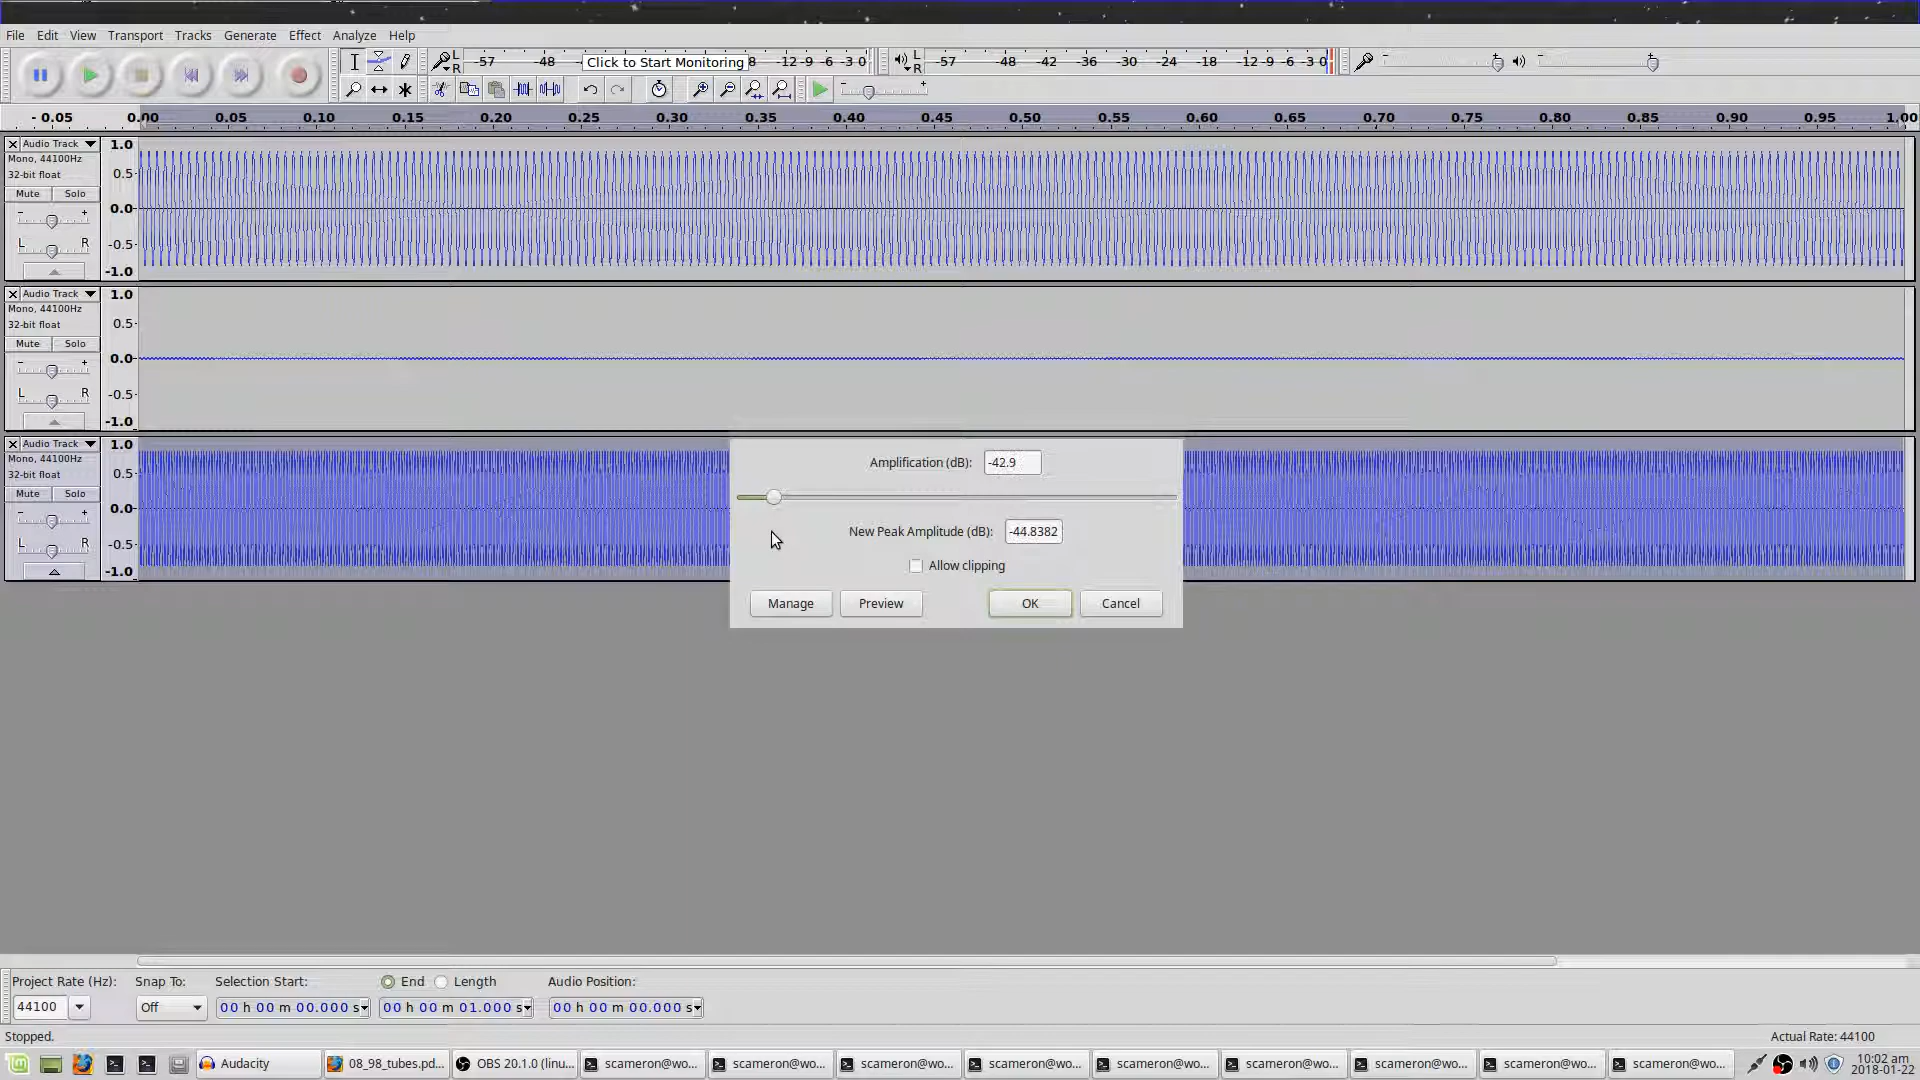 File Edit View Transport Tracks Generate Effect Analyze Help
L R -57 -48 - Click to Start Monitoring 8 -12 -9 -6 -3 0 L R -57 -48 -42 -36 -30 -24 -18 -12 -9 -6 -3 0
- 0.05 0.00 0.05 0.10 0.15 0.20 0.25 0.30 0.35 0.40 0.45 0.50 0.55 0.60 0.65 0.70 0.75 0.80 0.85 0.90 0.95 1.00
Audio Track 1.0
Mono, 44100Hz
32-bit float 0.5
Mute Solo
- + 0.0
L R -0.5
-1.0
Audio Track 1.0
Mono, 44100Hz
32-bit float 0.5
Mute Solo
- + 0.0
L R -0.5
-1.0
Audio Track 1.0
Mono, 44100Hz
32-bit float 0.5
Mute Solo
- + 0.0
L R -0.5
-1.0
Amplification (dB): -42.9
New Peak Amplitude (dB): -44.8382
Allow clipping
Manage Preview OK Cancel
Project Rate (Hz): Snap To: Selection Start: End Length Audio Position:
44100 Off 00 h 00 m 00.000 s 00 h 00 m 01.000 s 00 h 00 m 00.000 s
Stopped. Actual Rate: 44100
Audacity 08_98_tubes.pd... OBS 20.1.0 (linu... scameron@wo... scameron@wo... scameron@wo... scameron@wo... scameron@wo... scameron@wo... scameron@wo... scameron@wo... scameron@wo... 10:02 am
2018-01-22